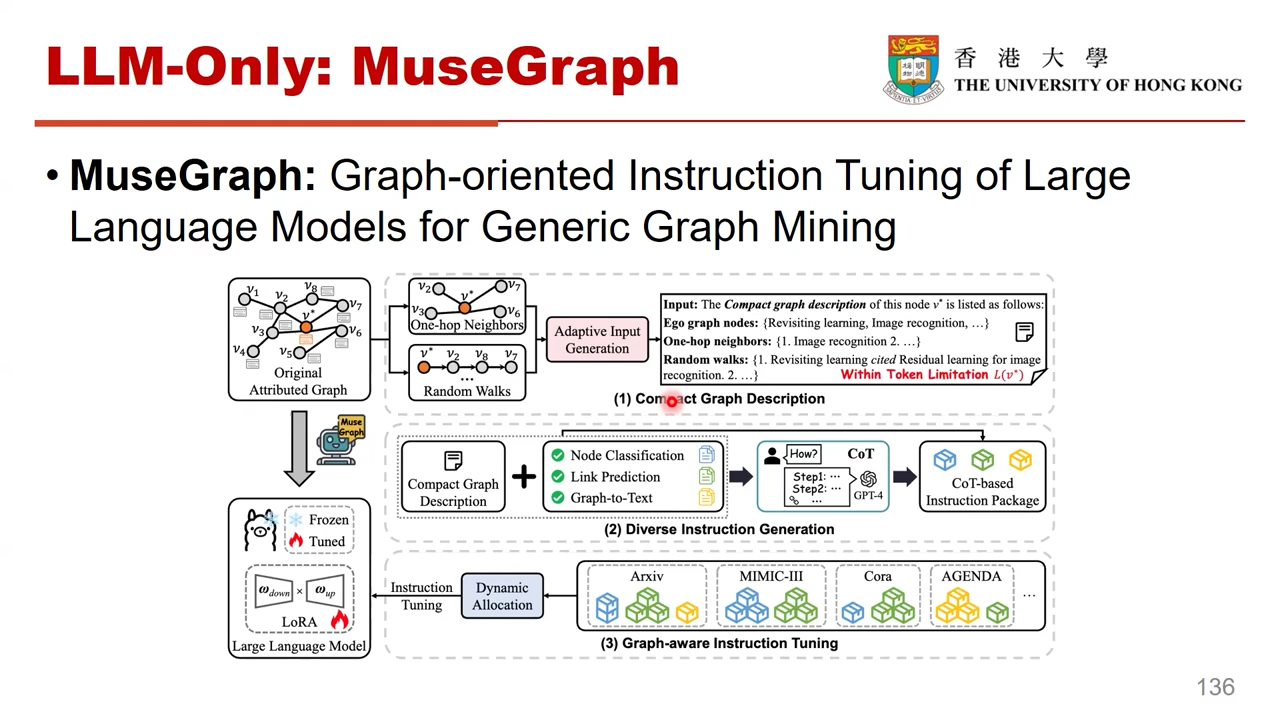 LLM-Only: MuseGraph
香港大學
THE UNIVERSITY OF HONG KONG
• MuseGraph: Graph-oriented Instruction Tuning of Large
Language Models for Generic Graph Mining
v1
v2
v8
v7
v*
v3
v6
v4
v5
Original
Attributed Graph
v2
v*
v7
v3
v6
One-hop Neighbors
v*
v2
v8
v7
...
Random Walks
Adaptive Input
Generation
Input: The Compact graph description of this node v* is listed as follows:
Ego graph nodes: {Revisiting learning, Image recognition, ...}
One-hop neighbors: {1. Image recognition 2. ...}
Random walks: {1. Revisiting learning cited Residual learning for image
recognition. 2. ...}
Within Token Limitation L(v*)
(1) Compact Graph Description
Muse
Graph
Compact Graph
Description
+
Node Classification
Link Prediction
Graph-to-Text
How?
CoT
Step1: ...
Step2: ...
...
GPT-4
CoT-based
Instruction Package
(2) Diverse Instruction Generation
Frozen
Tuned
ωdown × ωup
LoRA
Large Language Model
Instruction
Tuning
Dynamic
Allocation
Arxiv
MIMIC-III
Cora
AGENDA
...
(3) Graph-aware Instruction Tuning
136